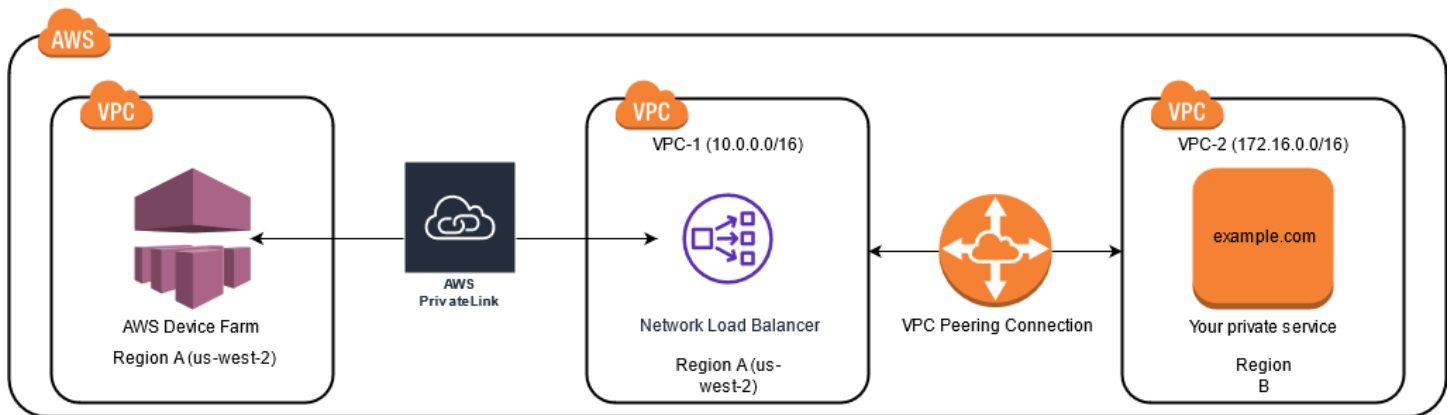 AWS
VPC
VPC
VPC
VPC-1 (10.0.0.0/16)
VPC-2 (172.16.0.0/16)
example.com
AWS
PrivateLink
AWS Device Farm
Network Load Balancer
VPC Peering Connection
Your private service
Region A (us-west-2)
Region A (us-
west-2)
Region
B